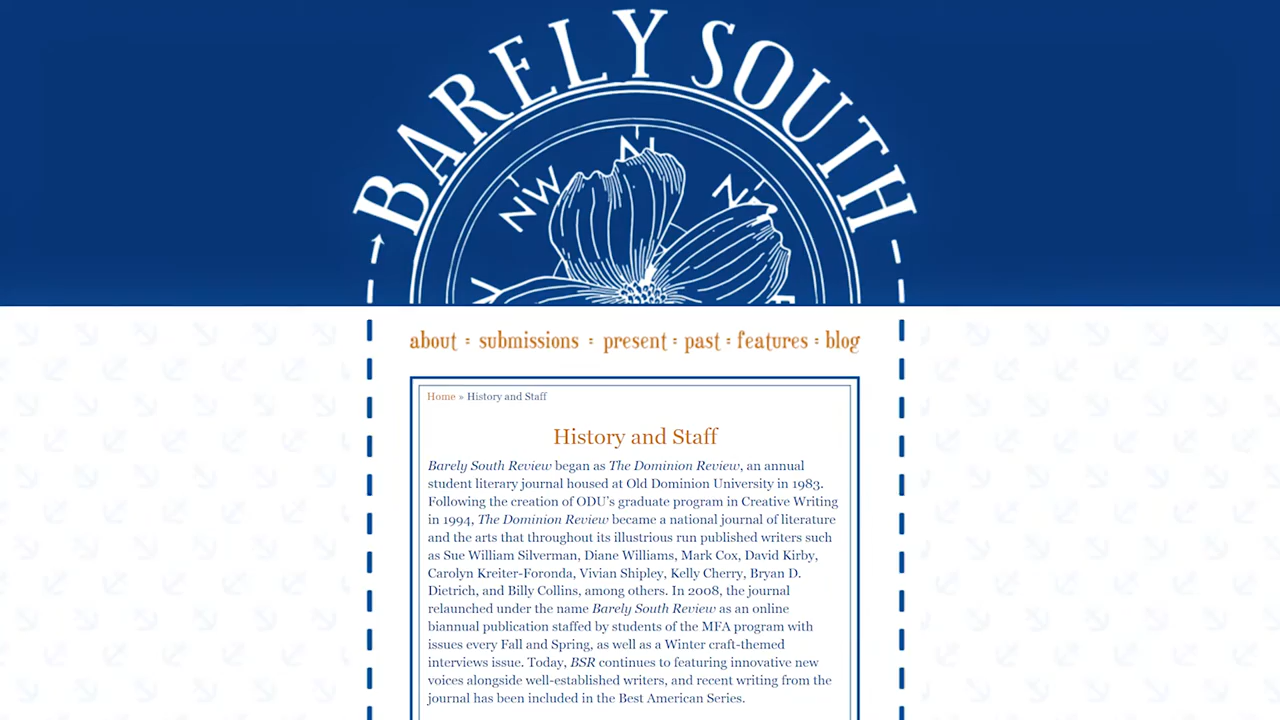 BARELY SOUTH
NW
N
NE
about : submissions : present : past : features : blog
Home » History and Staff
History and Staff
Barely South Review began as The Dominion Review, an annual
student literary journal housed at Old Dominion University in 1983.
Following the creation of ODU's graduate program in Creative Writing
in 1994, The Dominion Review became a national journal of literature
and the arts that throughout its illustrious run published writers such
as Sue William Silverman, Diane Williams, Mark Cox, David Kirby,
Carolyn Kreiter-Foronda, Vivian Shipley, Kelly Cherry, Bryan D.
Dietrich, and Billy Collins, among others. In 2008, the journal
relaunched under the name Barely South Review as an online
biannual publication staffed by students of the MFA program with
issues every Fall and Spring, as well as a Winter craft-themed
interviews issue. Today, BSR continues to featuring innovative new
voices alongside well-established writers, and recent writing from the
journal has been included in the Best American Series.